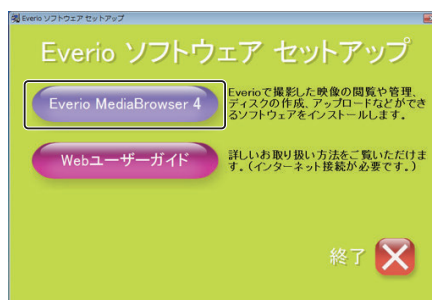 Everio ソフトウェア セットアップ
Everio ソフトウェア セットアップ
Everio MediaBrowser 4
Everioで撮影した映像の閲覧や管理、
ディスクの作成、アップロードなどができ
るソフトウェアをインストールします。
Webユーザーガイド
詳しいお取り扱い方法をご覧いただけま
す。（インターネット接続が必要です。）
終了